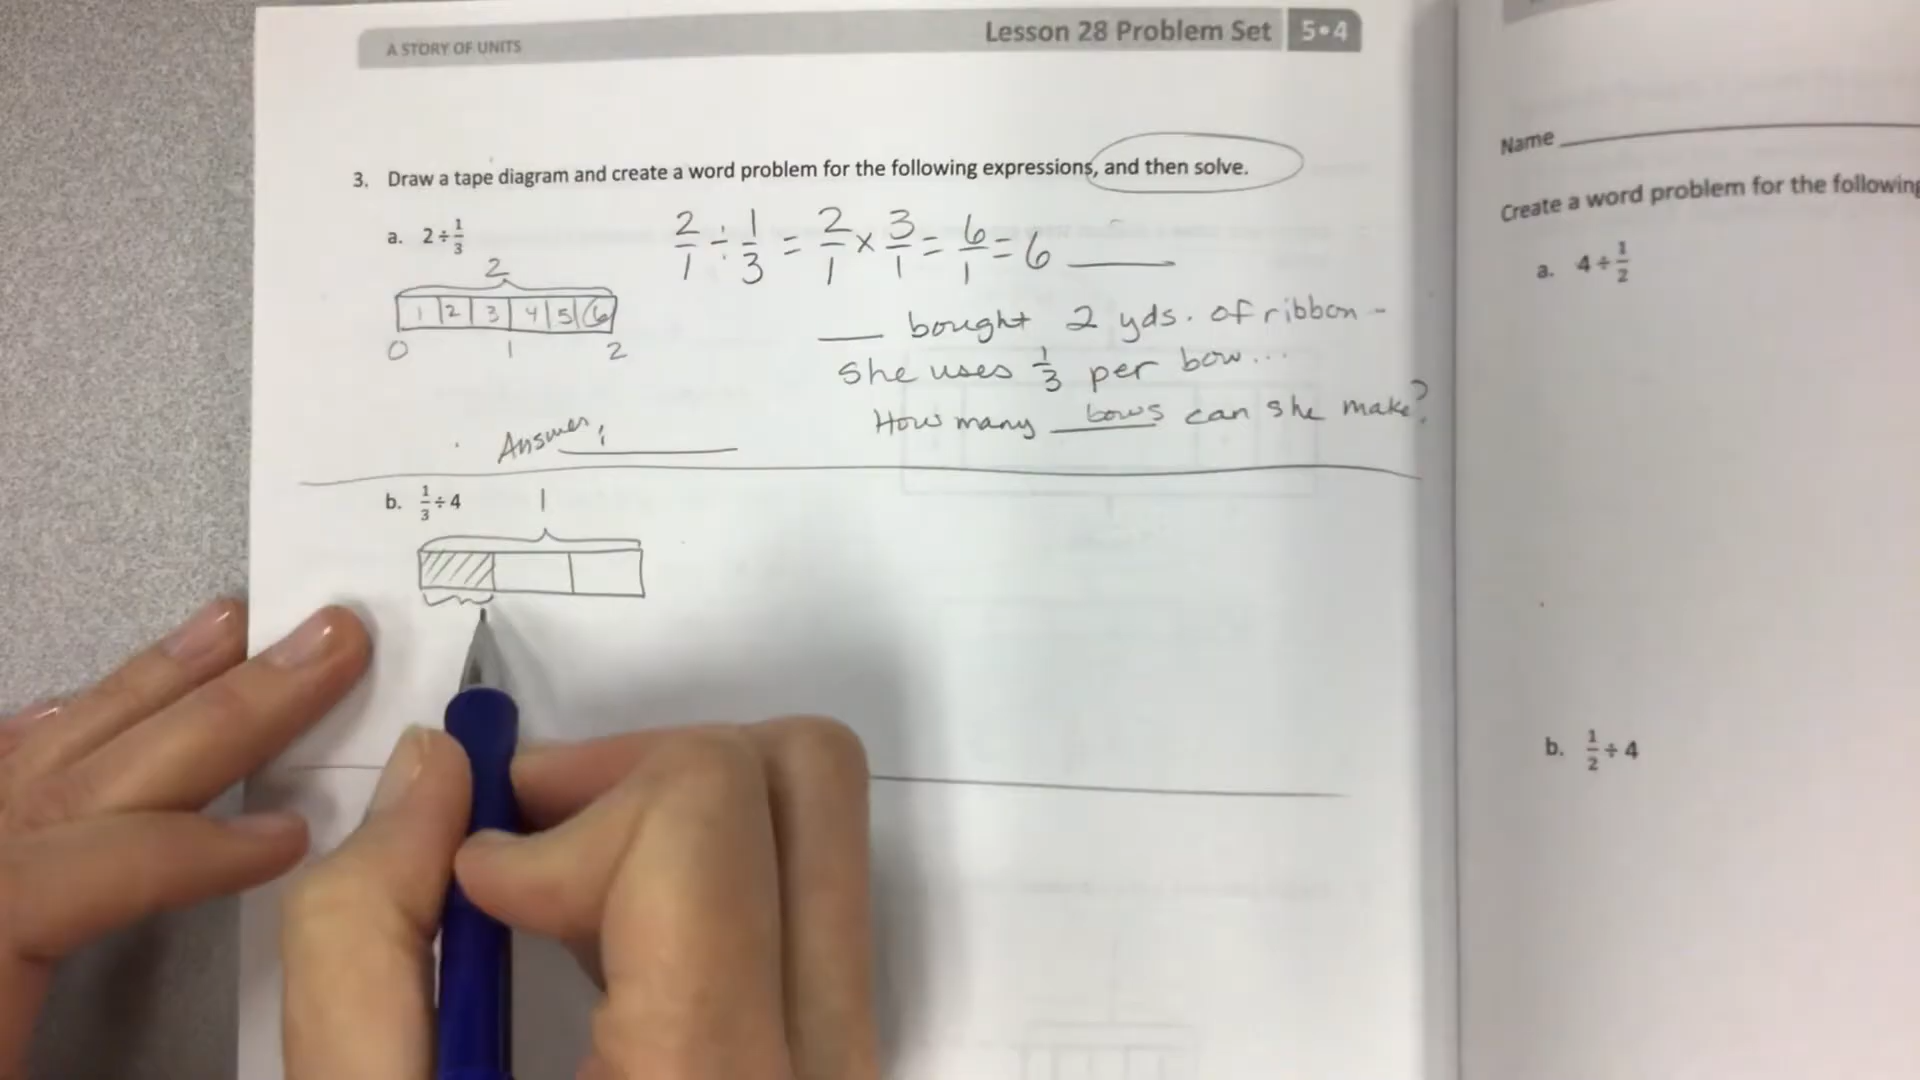 A STORY OF UNITS
Lesson 28 Problem Set 5•4
3. Draw a tape diagram and create a word problem for the following expressions, and then solve.
a. 2 ÷ 1/3
2/1 ÷ 1/3 = 2/1 × 3/1 = 6/1 = 6 ____
2
1 2 3 4 5 6
0 1 2
___ bought 2 yds. of ribbon -
she uses 1/3 per bow...
How many bows can she make?
Answer: ____
b. 1/3 ÷ 4
1
Name ____
Create a word problem for the following
a. 4 ÷ 1/2
b. 1/2 ÷ 4